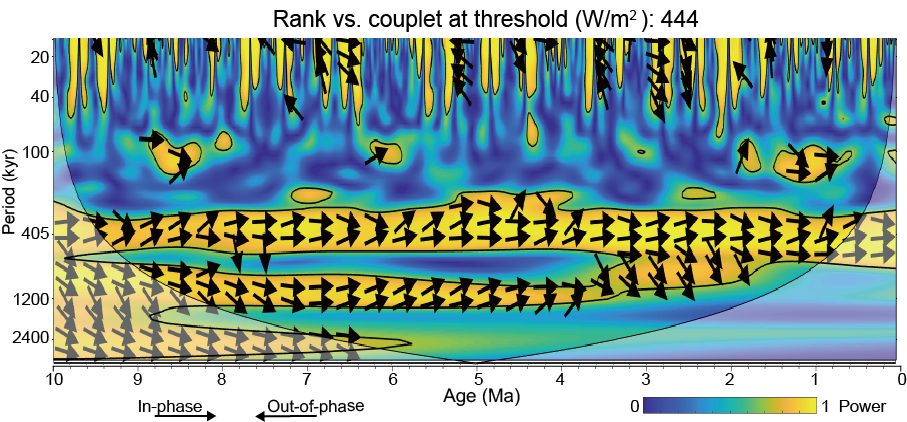 Rank vs. couplet at threshold (W/m²): 444
Period (kyr)
20
40
100
405
1200
2400
10 9 8 7 6 5 4 3 2 1 0
Age (Ma)
In-phase Out-of-phase
0 1 Power